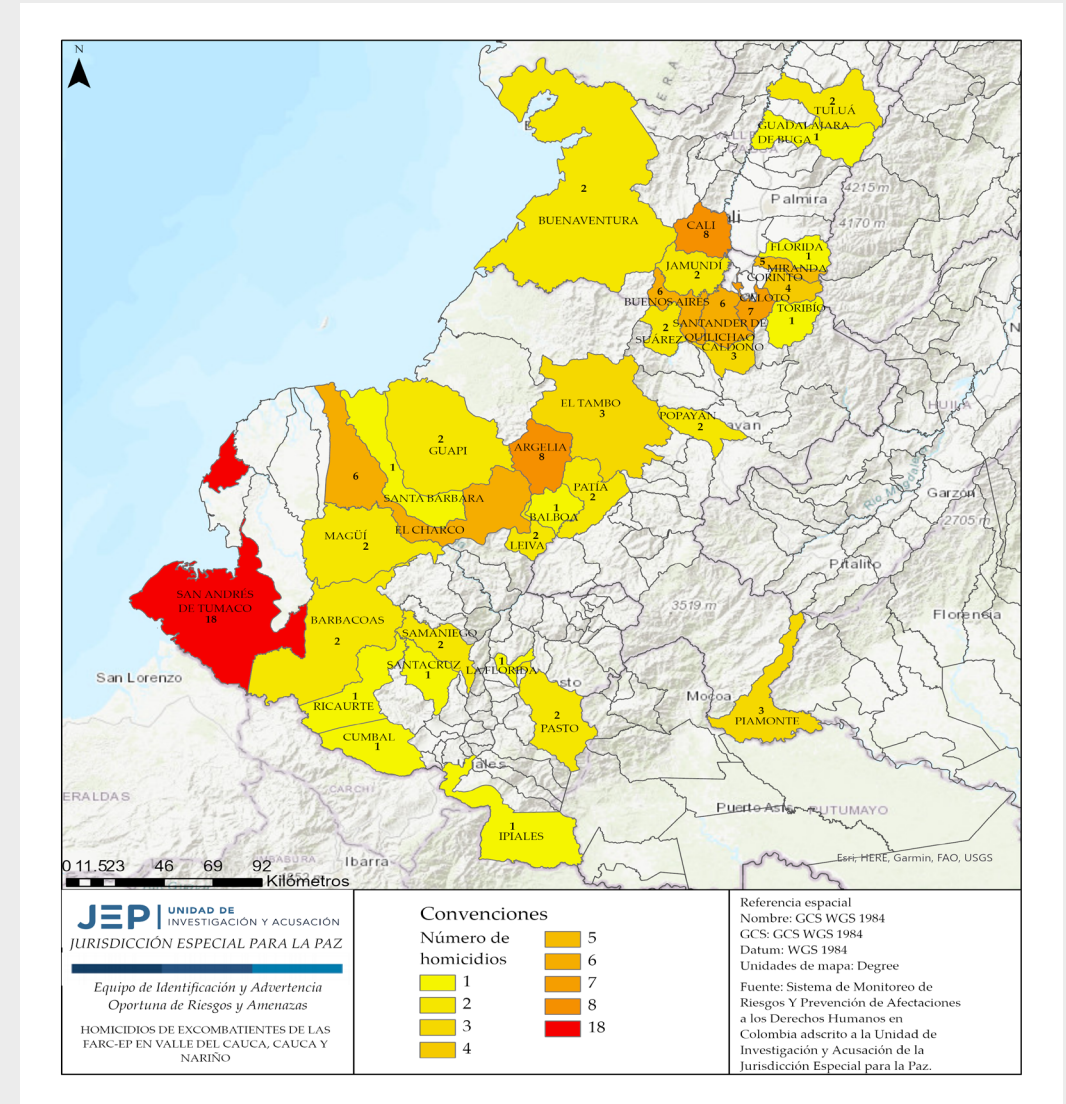 N
TULUÁ
2
GUADALAJARA
DE BUGA
1
4215 m
Palmira
4170 m
2
BUENAVENTURA
CALI
8
FLORIDA
1
JAMUNDÍ
2
5
MIRANDA
CORINTO
4
BUENOS AIRES
6
6
CALOTO
7
TORIBÍO
1
SANTANDER DE
QUILICHAO
2
SUÁREZ
CALDONO
3
EL TAMBO
3
POPAYÁN
2
HUILA
2
GUAPI
ARGELIA
8
6
1
SANTA BÁRBARA
PATÍA
2
1
BALBOA
EL CHARCO
2
LEIVA
MAGÜÍ
2
Río Magdale
Garzón
2705 m
Pitalito
SAN ANDRÉS
DE TUMACO
18
3519 m
Florencia
BARBACOAS
2
SAMANIEGO
2
SANTACRUZ
1
1
LA FLORIDA
San Lorenzo
Mocoa
1
RICAURTE
2
PASTO
3
PIAMONTE
CUMBAL
1
ERALDAS
CARCHI
Puerto Asís
PUTUMAYO
1
IPIALES
Ibarra
Esri, HERE, Garmin, FAO, USGS
0 11.523 46 69 92
Kilómetros
JEP
UNIDAD DE
INVESTIGACIÓN Y ACUSACIÓN
JURISDICCIÓN ESPECIAL PARA LA PAZ
Equipo de Identificación y Advertencia
Oportuna de Riesgos y Amenazas
HOMICIDIOS DE EXCOMBATIENTES DE LAS
FARC-EP EN VALLE DEL CAUCA, CAUCA Y
NARIÑO
Convenciones
Número de
homicidios
1
2
3
4
5
6
7
8
18
Referencia espacial
Nombre: GCS WGS 1984
GCS: GCS WGS 1984
Datum: WGS 1984
Unidades de mapa: Degree
Fuente: Sistema de Monitoreo de
Riesgos Y Prevención de Afectaciones
a los Derechos Humanos en
Colombia adscrito a la Unidad de
Investigación y Acusación de la
Jurisdicción Especial para la Paz.